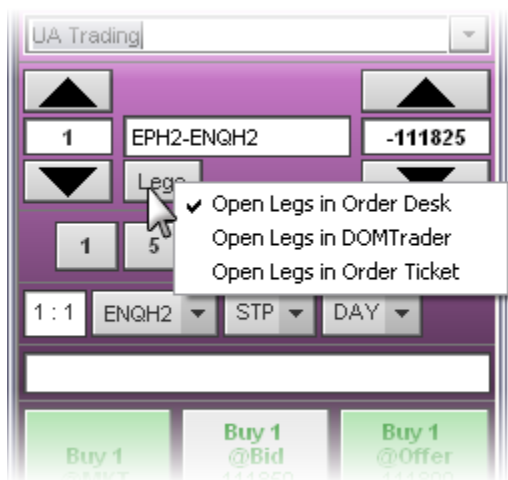 UA Trading
1 EPH2-ENQH2 -111825
Legs
Open Legs in Order Desk
Open Legs in DOMTrader
Open Legs in Order Ticket
1 5
1 : 1 ENQH2 STP DAY
Buy 1 Buy 1 Buy 1
@Bid @Offer
@MKT